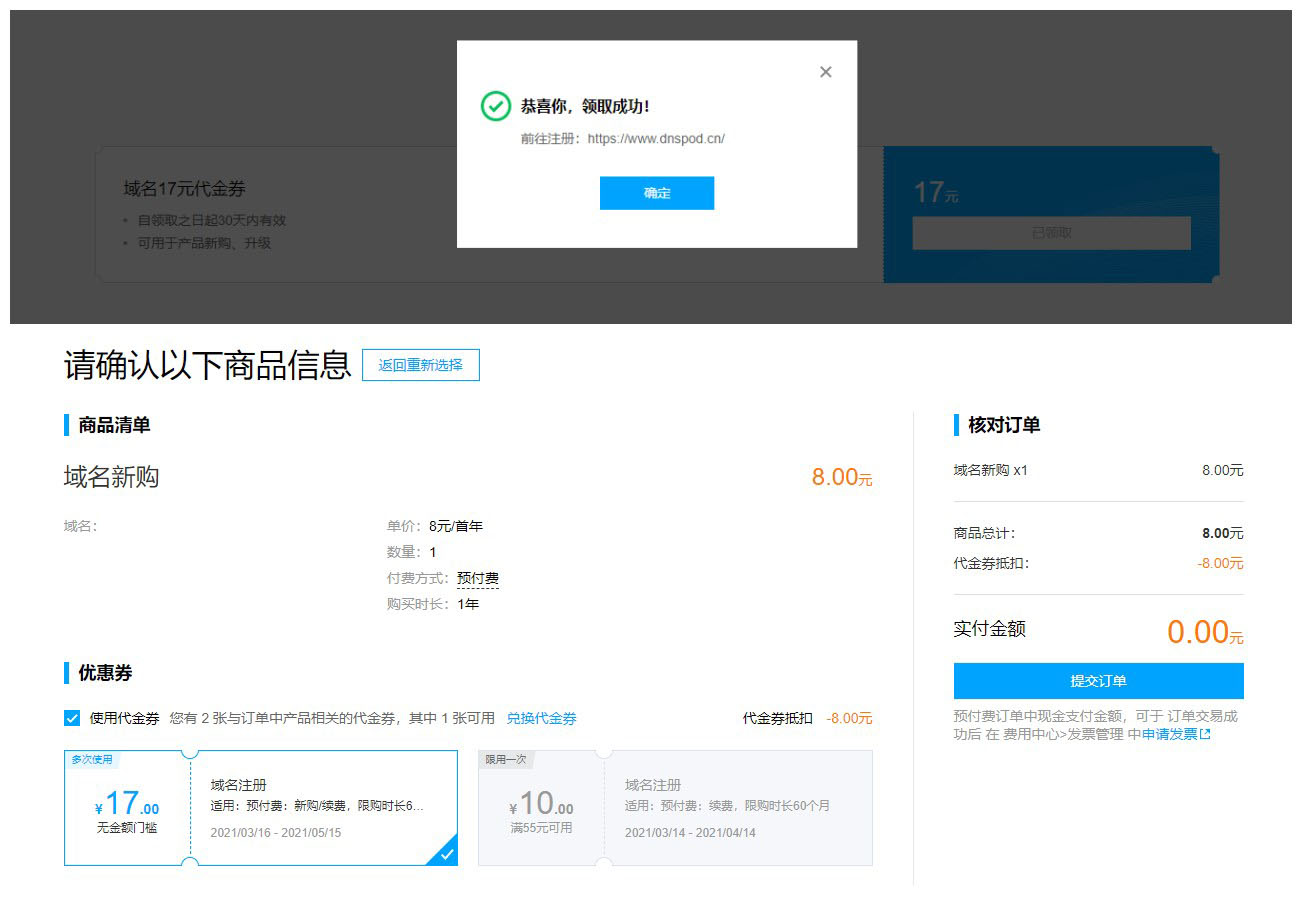 恭喜你，领取成功！
前往注册：https://www.dnspod.cn/
确定
域名17元代金券
• 自领取之日起30天内有效
• 可用于产品新购、升级
17元
已领取
请确认以下商品信息 返回重新选择
商品清单
域名新购 8.00元
域名：
单价：8元/首年
数量：1
付费方式：预付费
购买时长：1年
优惠券
使用代金券 您有 2 张与订单中产品相关的代金券，其中 1 张可用 兑换代金券 代金券抵扣 -8.00元
多次使用
¥17.00
无金额门槛
域名注册
适用：预付费：新购/续费，限购时长6...
2021/03/16 - 2021/05/15
限用一次
¥10.00
满55元可用
域名注册
适用：预付费：续费，限购时长60个月
2021/03/14 - 2021/04/14
核对订单
域名新购 x1 8.00元
商品总计： 8.00元
代金券抵扣： -8.00元
实付金额 0.00元
提交订单
预付费订单中现金支付金额，可于 订单交易成
功后 在 费用中心>发票管理 中申请发票